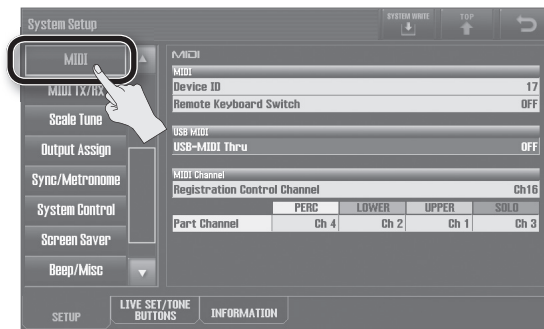 System Setup
SYSTEM WRITE
TOP
MIDI
MIDI TX/RX
Scale Tune
Output Assign
Sync/Metronome
System Control
Screen Saver
Beep/Misc
MIDI
MIDI
Device ID 17
Remote Keyboard Switch OFF
USB MIDI
USB-MIDI Thru OFF
MIDI Channel
Registration Control Channel Ch16
PERC LOWER UPPER SOLO
Part Channel Ch 4 Ch 2 Ch 1 Ch 3
SETUP
LIVE SET/TONE
BUTTONS
INFORMATION